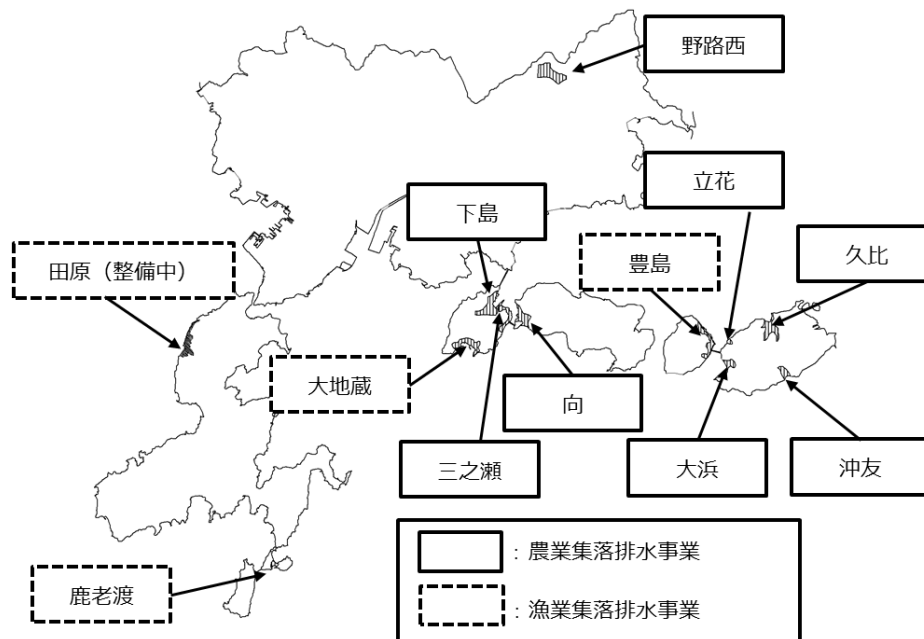 野路西
立花
下島
豊島
久比
田原（整備中）
大地蔵
向
三之瀬
大浜
沖友
鹿老渡
：農業集落排水事業
：漁業集落排水事業